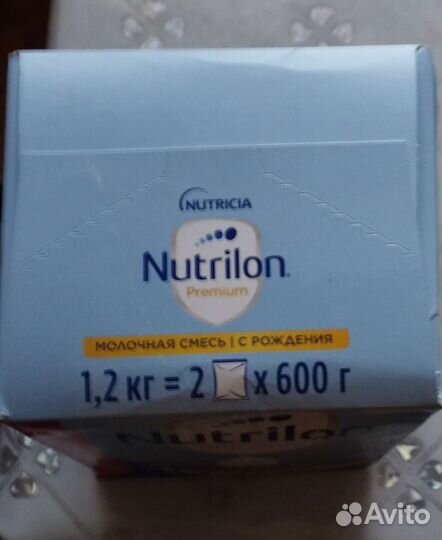 NUTRICIA
Nutrilon
Premium
МОЛОЧНАЯ СМЕСЬ | С РОЖДЕНИЯ
1,2 КГ = 2 х 600 г
Nutrilon
Avito